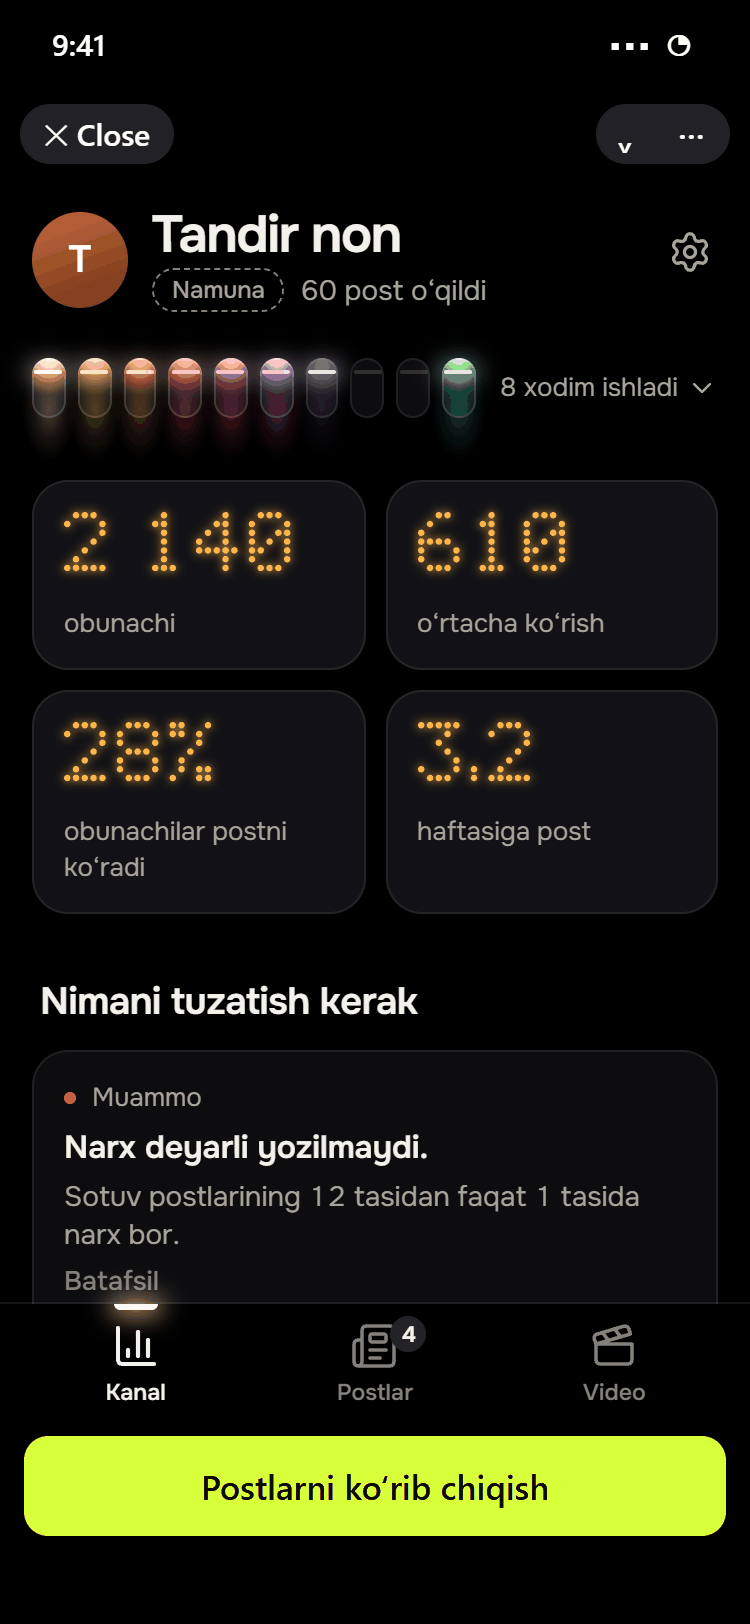 9:41
Close
Tandir non
T
Namuna
60 post oʻqildi
8 xodim ishladi
2 140
obunachi
610
oʻrtacha koʻrish
28%
obunachilar postni
koʻradi
3.2
haftasiga post
Nimani tuzatish kerak
Muammo
Narx deyarli yozilmaydi.
Sotuv postlarining 12 tasidan faqat 1 tasida
narx bor.
Batafsil
4
Kanal
Postlar
Video
Postlarni koʻrib chiqish